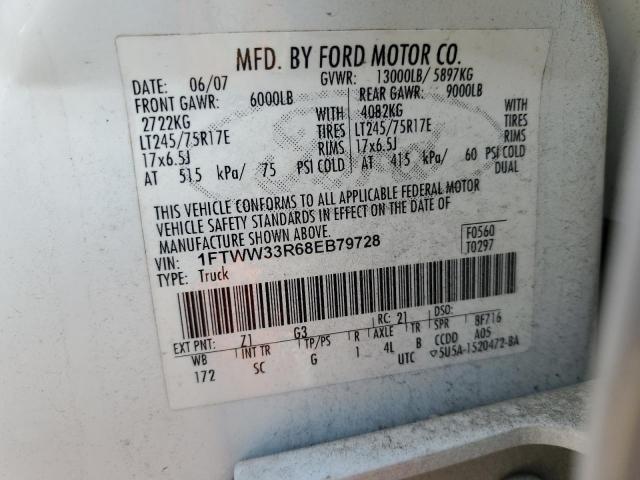 MFD. BY FORD MOTOR CO.
DATE: 06/07 GVWR: 13000LB/ 5897KG
FRONT GAWR: 6000LB REAR GAWR: 9000LB
2722KG WITH 4082KG WITH
LT245/75R17E TIRES LT245/75R17E TIRES
17x6.5J RIMS 17x6.5J RIMS
AT 515 kPa/ 75 PSI COLD AT 415 kPa/ 60 PSI COLD
DUAL
THIS VEHICLE CONFORMS TO ALL APPLICABLE FEDERAL MOTOR
VEHICLE SAFETY STANDARDS IN EFFECT ON THE DATE OF
MANUFACTURE SHOWN ABOVE.
VIN: 1FTWW33R68EB79728 F0560
TYPE: Truck T0297
EXT PNT: Z1 G3 RC: 21 DSO:
WB INT TR TP/PS R AXLE TR SPR BF716
172 SC G 1 4L B CCDD A05
UTC 5U5A-1520472-BA